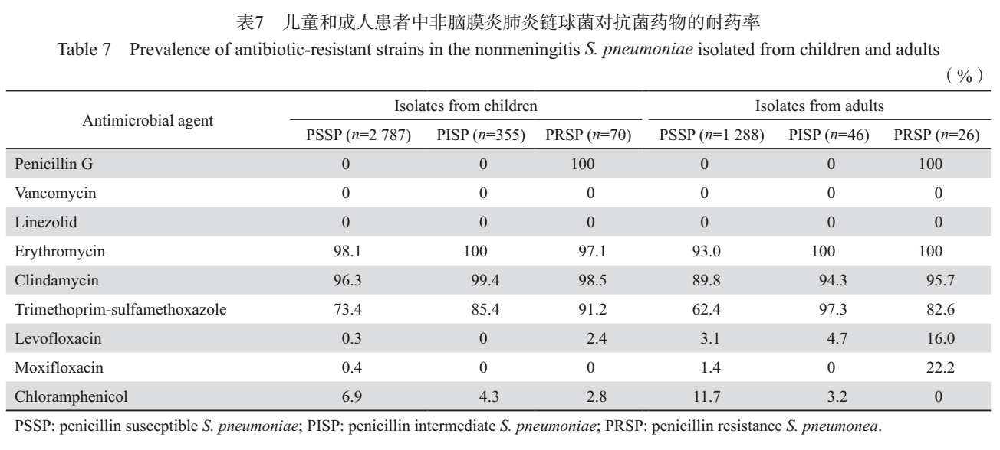 表7 儿童和成人患者中非脑膜炎肺炎链球菌对抗菌药物的耐药率
Table 7 Prevalence of antibiotic-resistant strains in the nonmeningitis S. pneumoniae isolated from children and adults
（%）
Antimicrobial agent Isolates from children Isolates from adults
PSSP (n=2 787) PISP (n=355) PRSP (n=70) PSSP (n=1 288) PISP (n=46) PRSP (n=26)
Penicillin G 0 0 100 0 0 100
Vancomycin 0 0 0 0 0 0
Linezolid 0 0 0 0 0 0
Erythromycin 98.1 100 97.1 93.0 100 100
Clindamycin 96.3 99.4 98.5 89.8 94.3 95.7
Trimethoprim-sulfamethoxazole 73.4 85.4 91.2 62.4 97.3 82.6
Levofloxacin 0.3 0 2.4 3.1 4.7 16.0
Moxifloxacin 0.4 0 0 1.4 0 22.2
Chloramphenicol 6.9 4.3 2.8 11.7 3.2 0
PSSP: penicillin susceptible S. pneumoniae; PISP: penicillin intermediate S. pneumoniae; PRSP: penicillin resistance S. pneumonea.